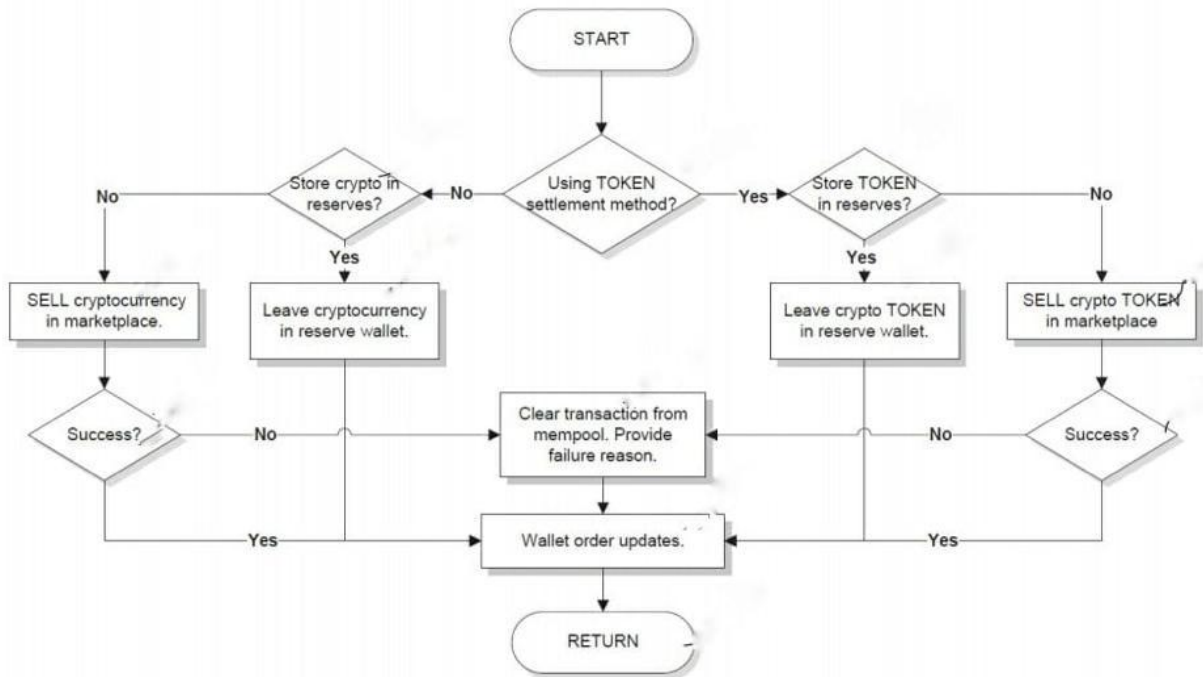 START
Store crypto in
reserves?
No
Using TOKEN
settlement method?
Yes
Store TOKEN
in reserves?
No
No
Yes
Yes
SELL cryptocurrency
in marketplace.
Leave cryptocurrency
in reserve wallet.
Leave crypto TOKEN
in reserve wallet.
SELL crypto TOKEN
in marketplace
Success?
No
Clear transaction from
mempool. Provide
failure reason.
No
Success?
Yes
Wallet order updates.
Yes
RETURN